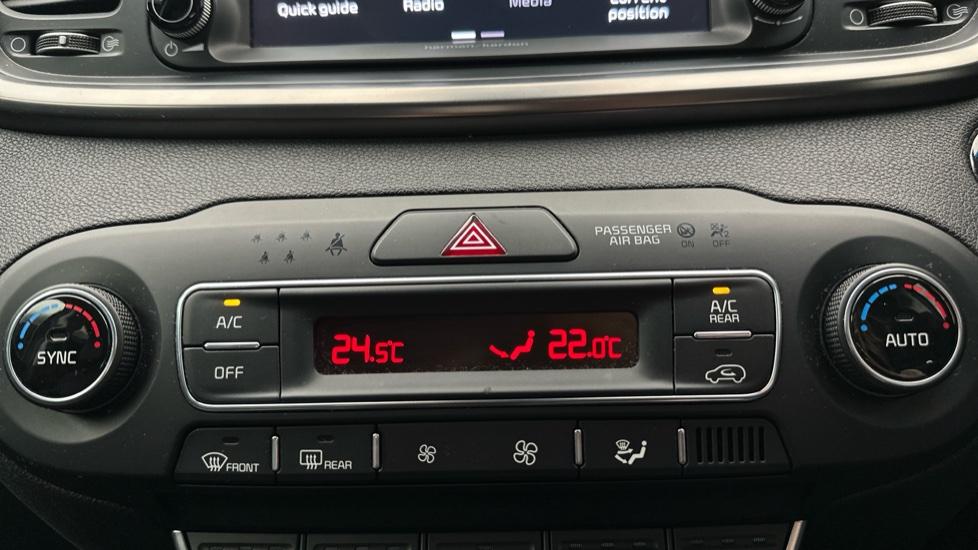 Quick guide
Radio
Media
Current
position
harman/kardon
PASSENGER
AIR BAG
ON
OFF
A/C
24.5°C
22.0°C
A/C
REAR
SYNC
OFF
AUTO
FRONT
REAR